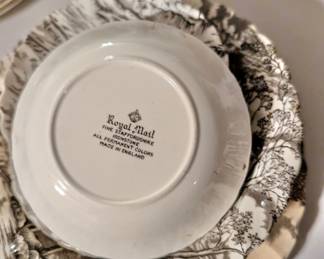 Royal Mail
FINE STAFFORDSHIRE
IRONSTONE
ALL PERMANENT COLORS
MADE IN ENGLAND